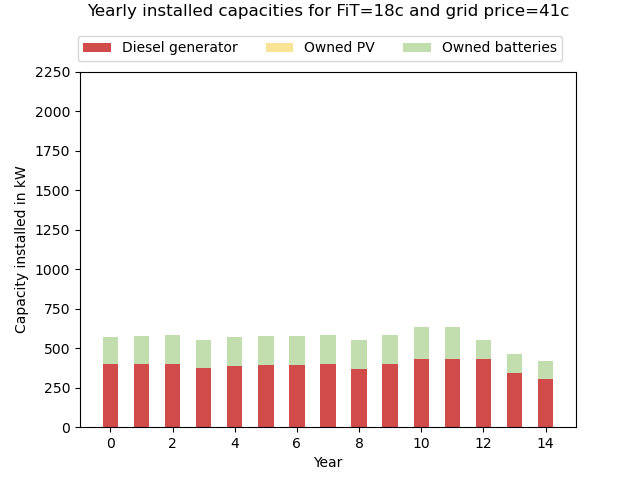 Yearly installed capacities for FiT=18c and grid price=41c
Diesel generator Owned PV Owned batteries
2250
2000
1750
1500
1250
1000
750
500
250
0
Capacity installed in kW
0 2 4 6 8 10 12 14
Year